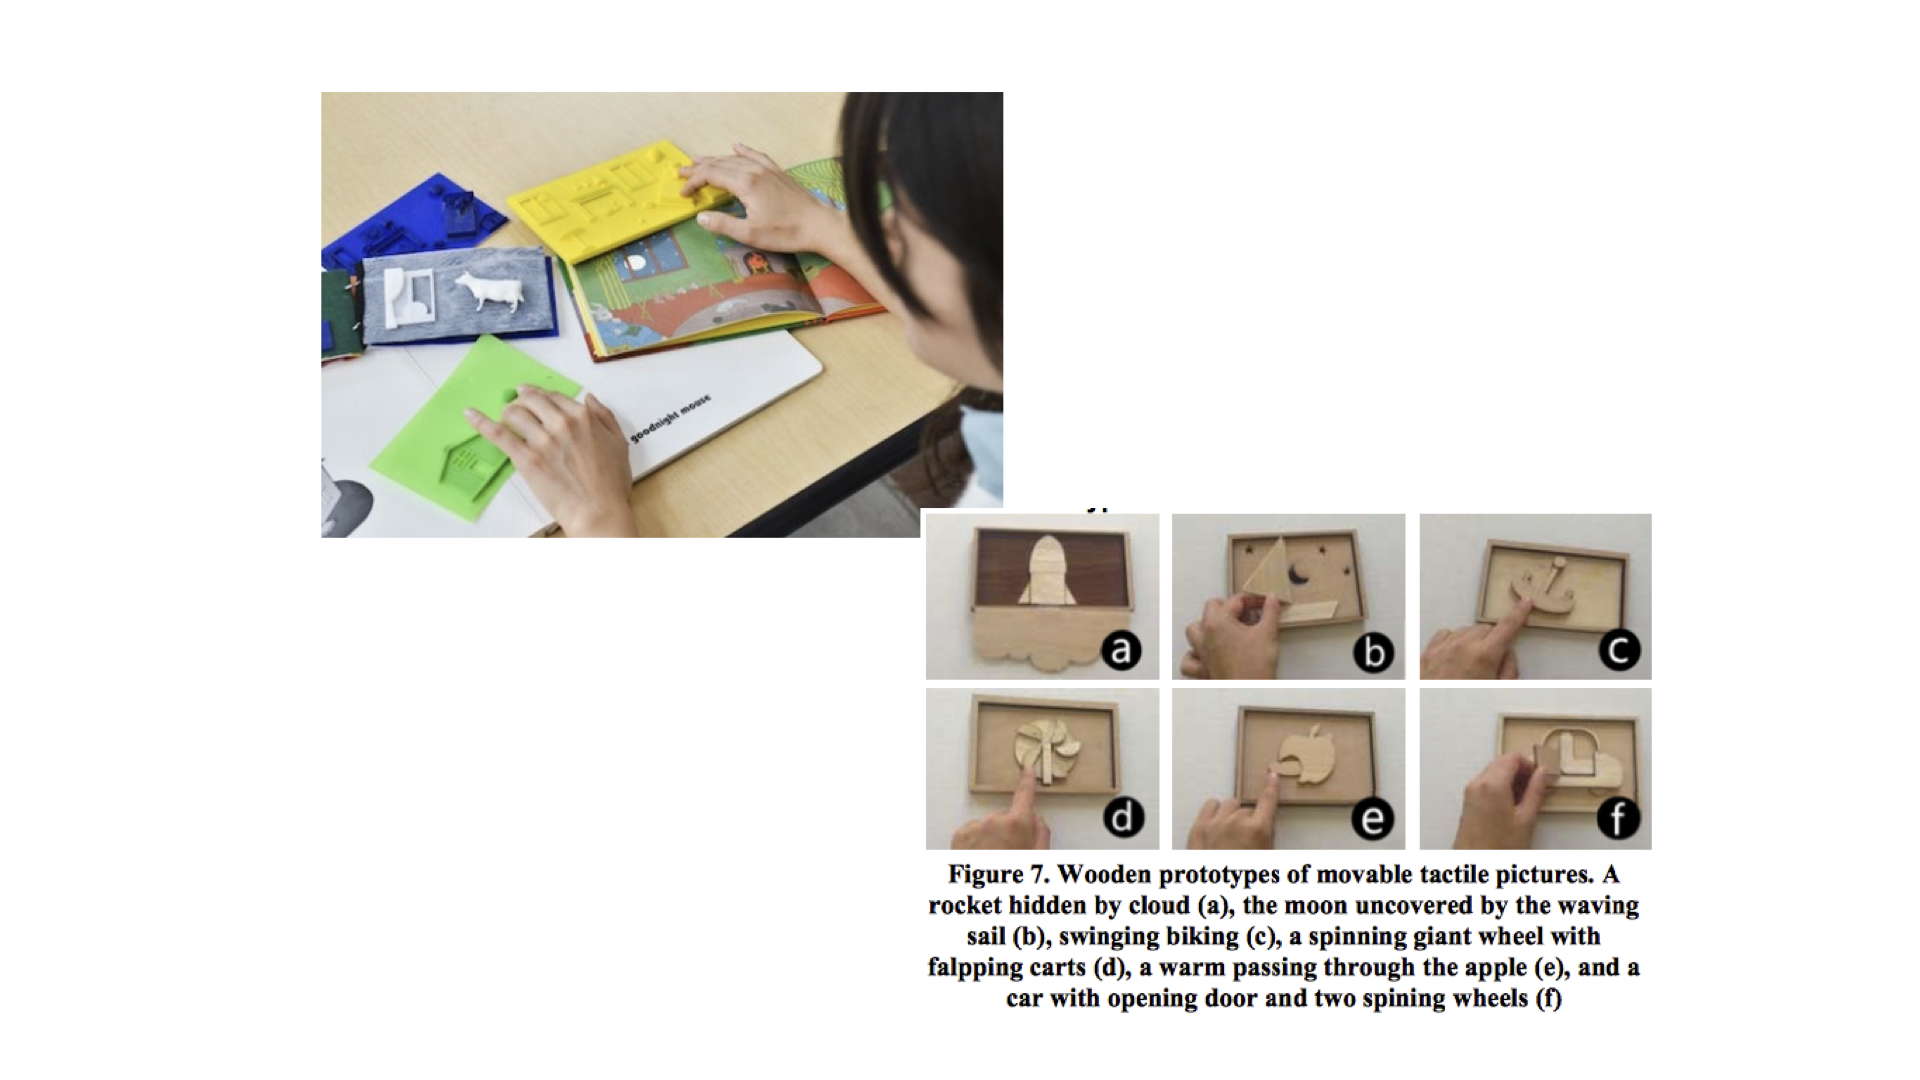 goodnight mouse
a
b
c
d
e
f
Figure 7. Wooden prototypes of movable tactile pictures. A
rocket hidden by cloud (a), the moon uncovered by the waving
sail (b), swinging biking (c), a spinning giant wheel with
falpping carts (d), a warm passing through the apple (e), and a
car with opening door and two spining wheels (f)